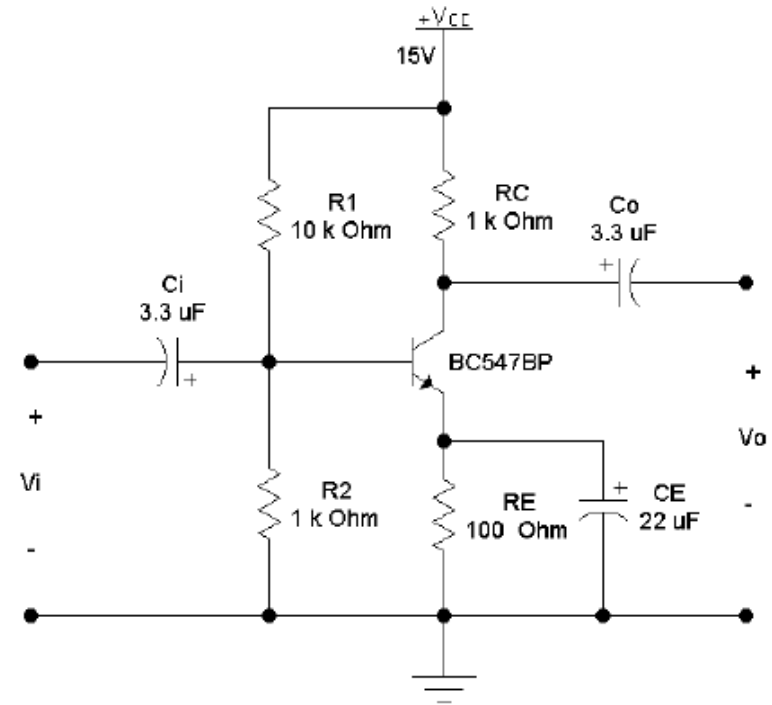 +VCC
15V
R1
10 k Ohm
RC
1 k Ohm
Co
3.3 uF
+
Ci
3.3 uF
+
BC547BP
+
Vi
-
+
Vo
-
R2
1 k Ohm
RE
100 Ohm
+
CE
22 uF